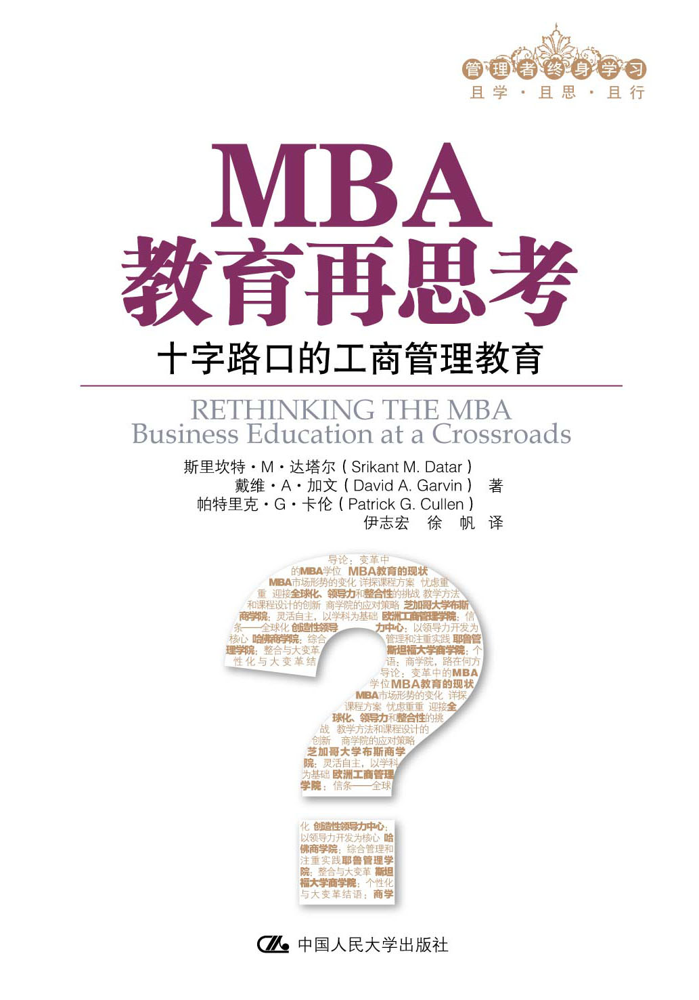 管理者终身学习
且学·且思·且行
MBA
教育再思考
十字路口的工商管理教育
RETHINKING THE MBA
Business Education at a Crossroads
斯里坎特·M·达塔尔（Srikant M. Datar）
戴维·A·加文（David A. Garvin） 著
帕特里克·G·卡伦（Patrick G. Cullen）
伊志宏 徐 帆 译
导论：变革中
的MBA学位 MBA教育的现状
MBA市场形势的变化 详探课程方案 忧虑重
重 迎接全球化、领导力和整合性的挑战 教学方法
和课程设计的创新 商学院的应对策略 芝加哥大学布斯
商学院：灵活自主，以学科为基础 欧洲工商管理学院：信
条——全球化 创造性领导 力中心：以领导力开发为
核心 哈佛商学院：综合 管理和注重实践 耶鲁管
理学院：整合与大变革 斯坦福大学商学院：个
性化与大变革结 语：商学院，路在何方
导论：变革中的MBA
学位MBA教育的现状
MBA市场形势的变化 详探
课程方案 忧虑重重 迎接全
球化、领导力和整合性的挑
战 教学方法和课程设计的
创新 商学院的应对策略
芝加哥大学布斯商学
院：灵活自主，以学科
为基础 欧洲工商管理
学院：信条——全球
化 创造性领导力中心：
以领导力开发为核心 哈
佛商学院：综合管理和
注重实践耶鲁管理学
院：整合与大变革 斯坦
福大学商学院：个性化
与大变革结语：商学
中国人民大学出版社